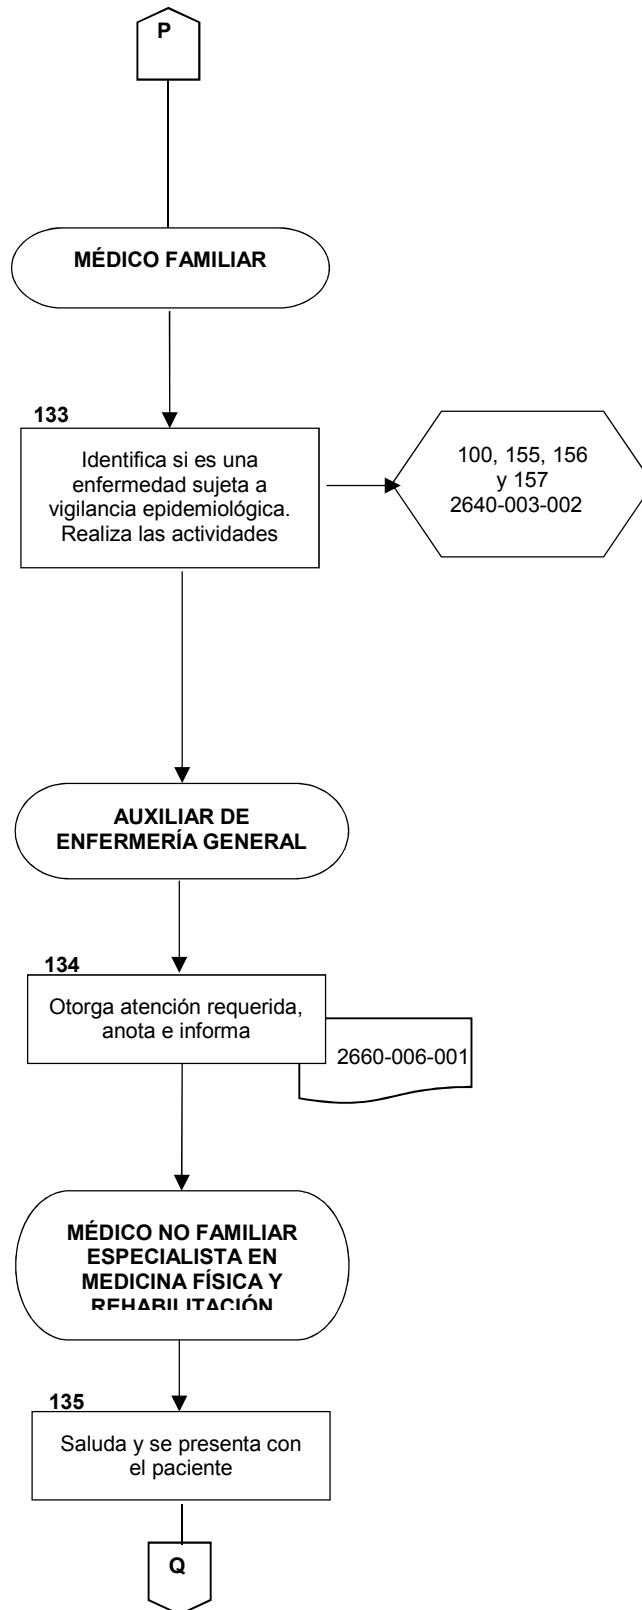 P
MÉDICO FAMILIAR
133
Identifica si es una
enfermedad sujeta a
vigilancia epidemiológica.
Realiza las actividades
100, 155, 156
y 157
2640-003-002
AUXILIAR DE
ENFERMERÍA GENERAL
134
Otorga atención requerida,
anota e informa
2660-006-001
MÉDICO NO FAMILIAR
ESPECIALISTA EN
MEDICINA FÍSICA Y
REHABILITACIÓN
135
Saluda y se presenta con
el paciente
Q